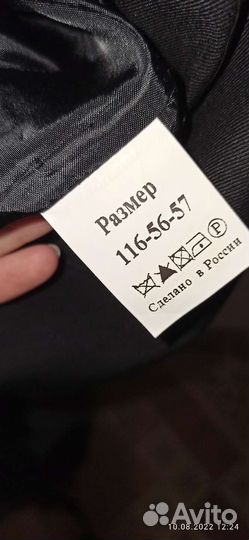 Размер
116-56-57
P
Сделано в России
Avito
10.08.2022 12:24